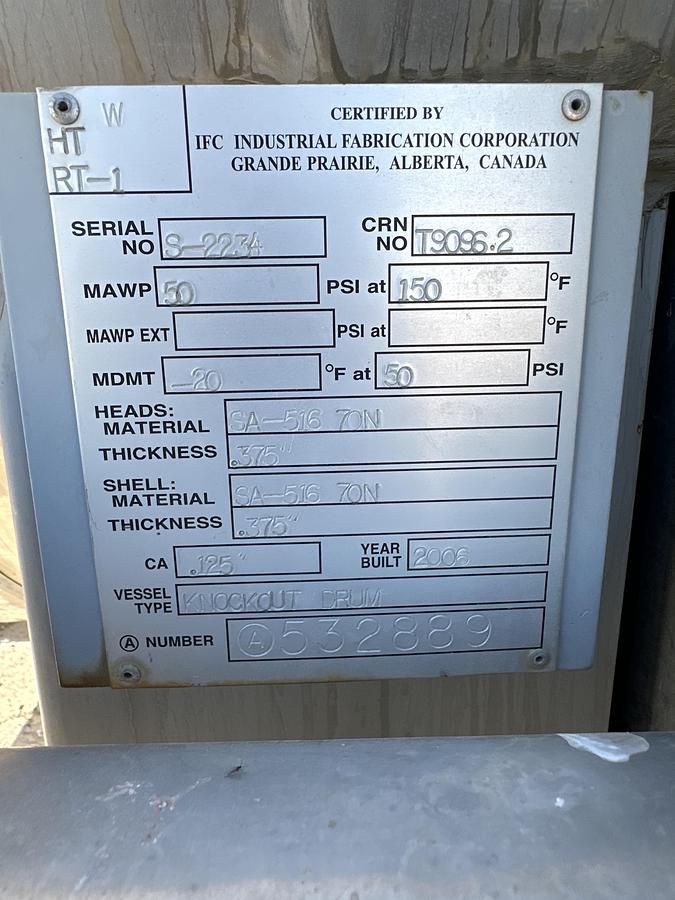 W
HT
RT-1
CERTIFIED BY
IFC INDUSTRIAL FABRICATION CORPORATION
GRANDE PRAIRIE, ALBERTA, CANADA
SERIAL NO S-2234 CRN NO T9096.2
MAWP 50 PSI at 150 °F
MAWP EXT PSI at °F
MDMT -20 °F at 50 PSI
HEADS:
MATERIAL SA-516 70N
THICKNESS .375"
SHELL:
MATERIAL SA-516 70N
THICKNESS .375"
CA .125" YEAR BUILT 2006
VESSEL TYPE KNOCKOUT DRUM
Ⓐ NUMBER Ⓐ532889